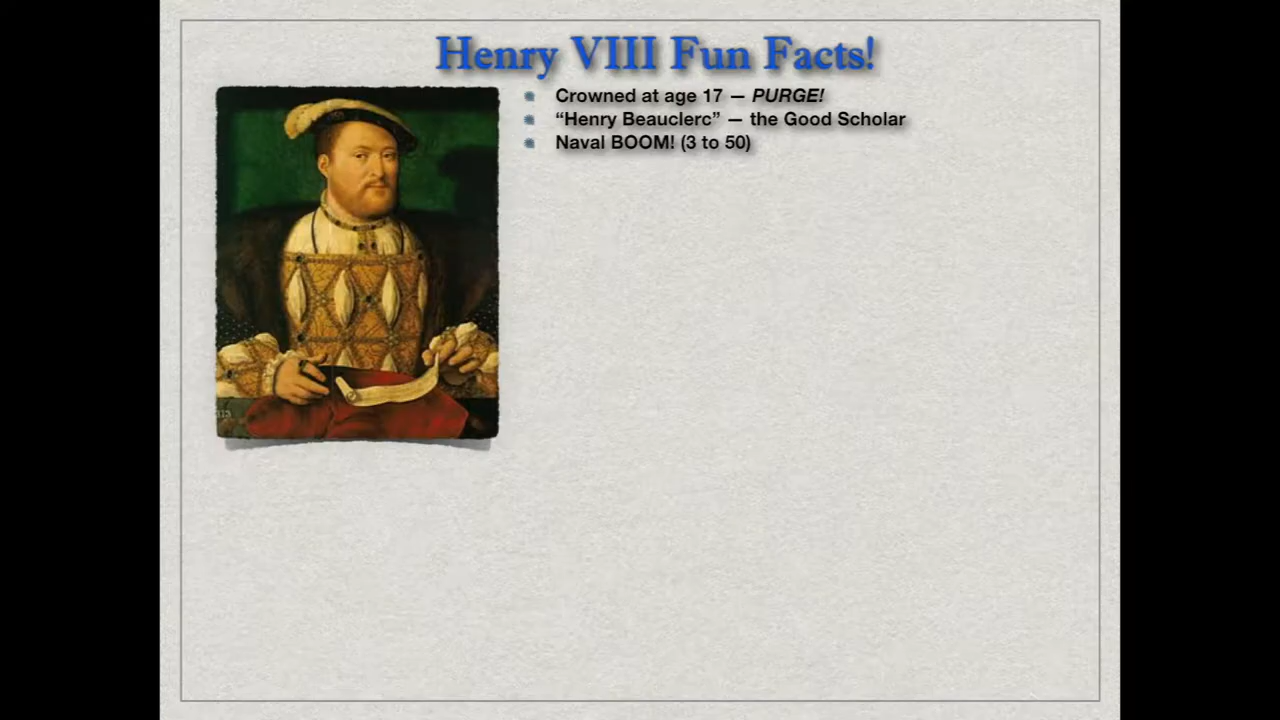 Henry VIII Fun Facts!
Crowned at age 17 — PURGE!
“Henry Beauclerc” — the Good Scholar
Naval BOOM! (3 to 50)